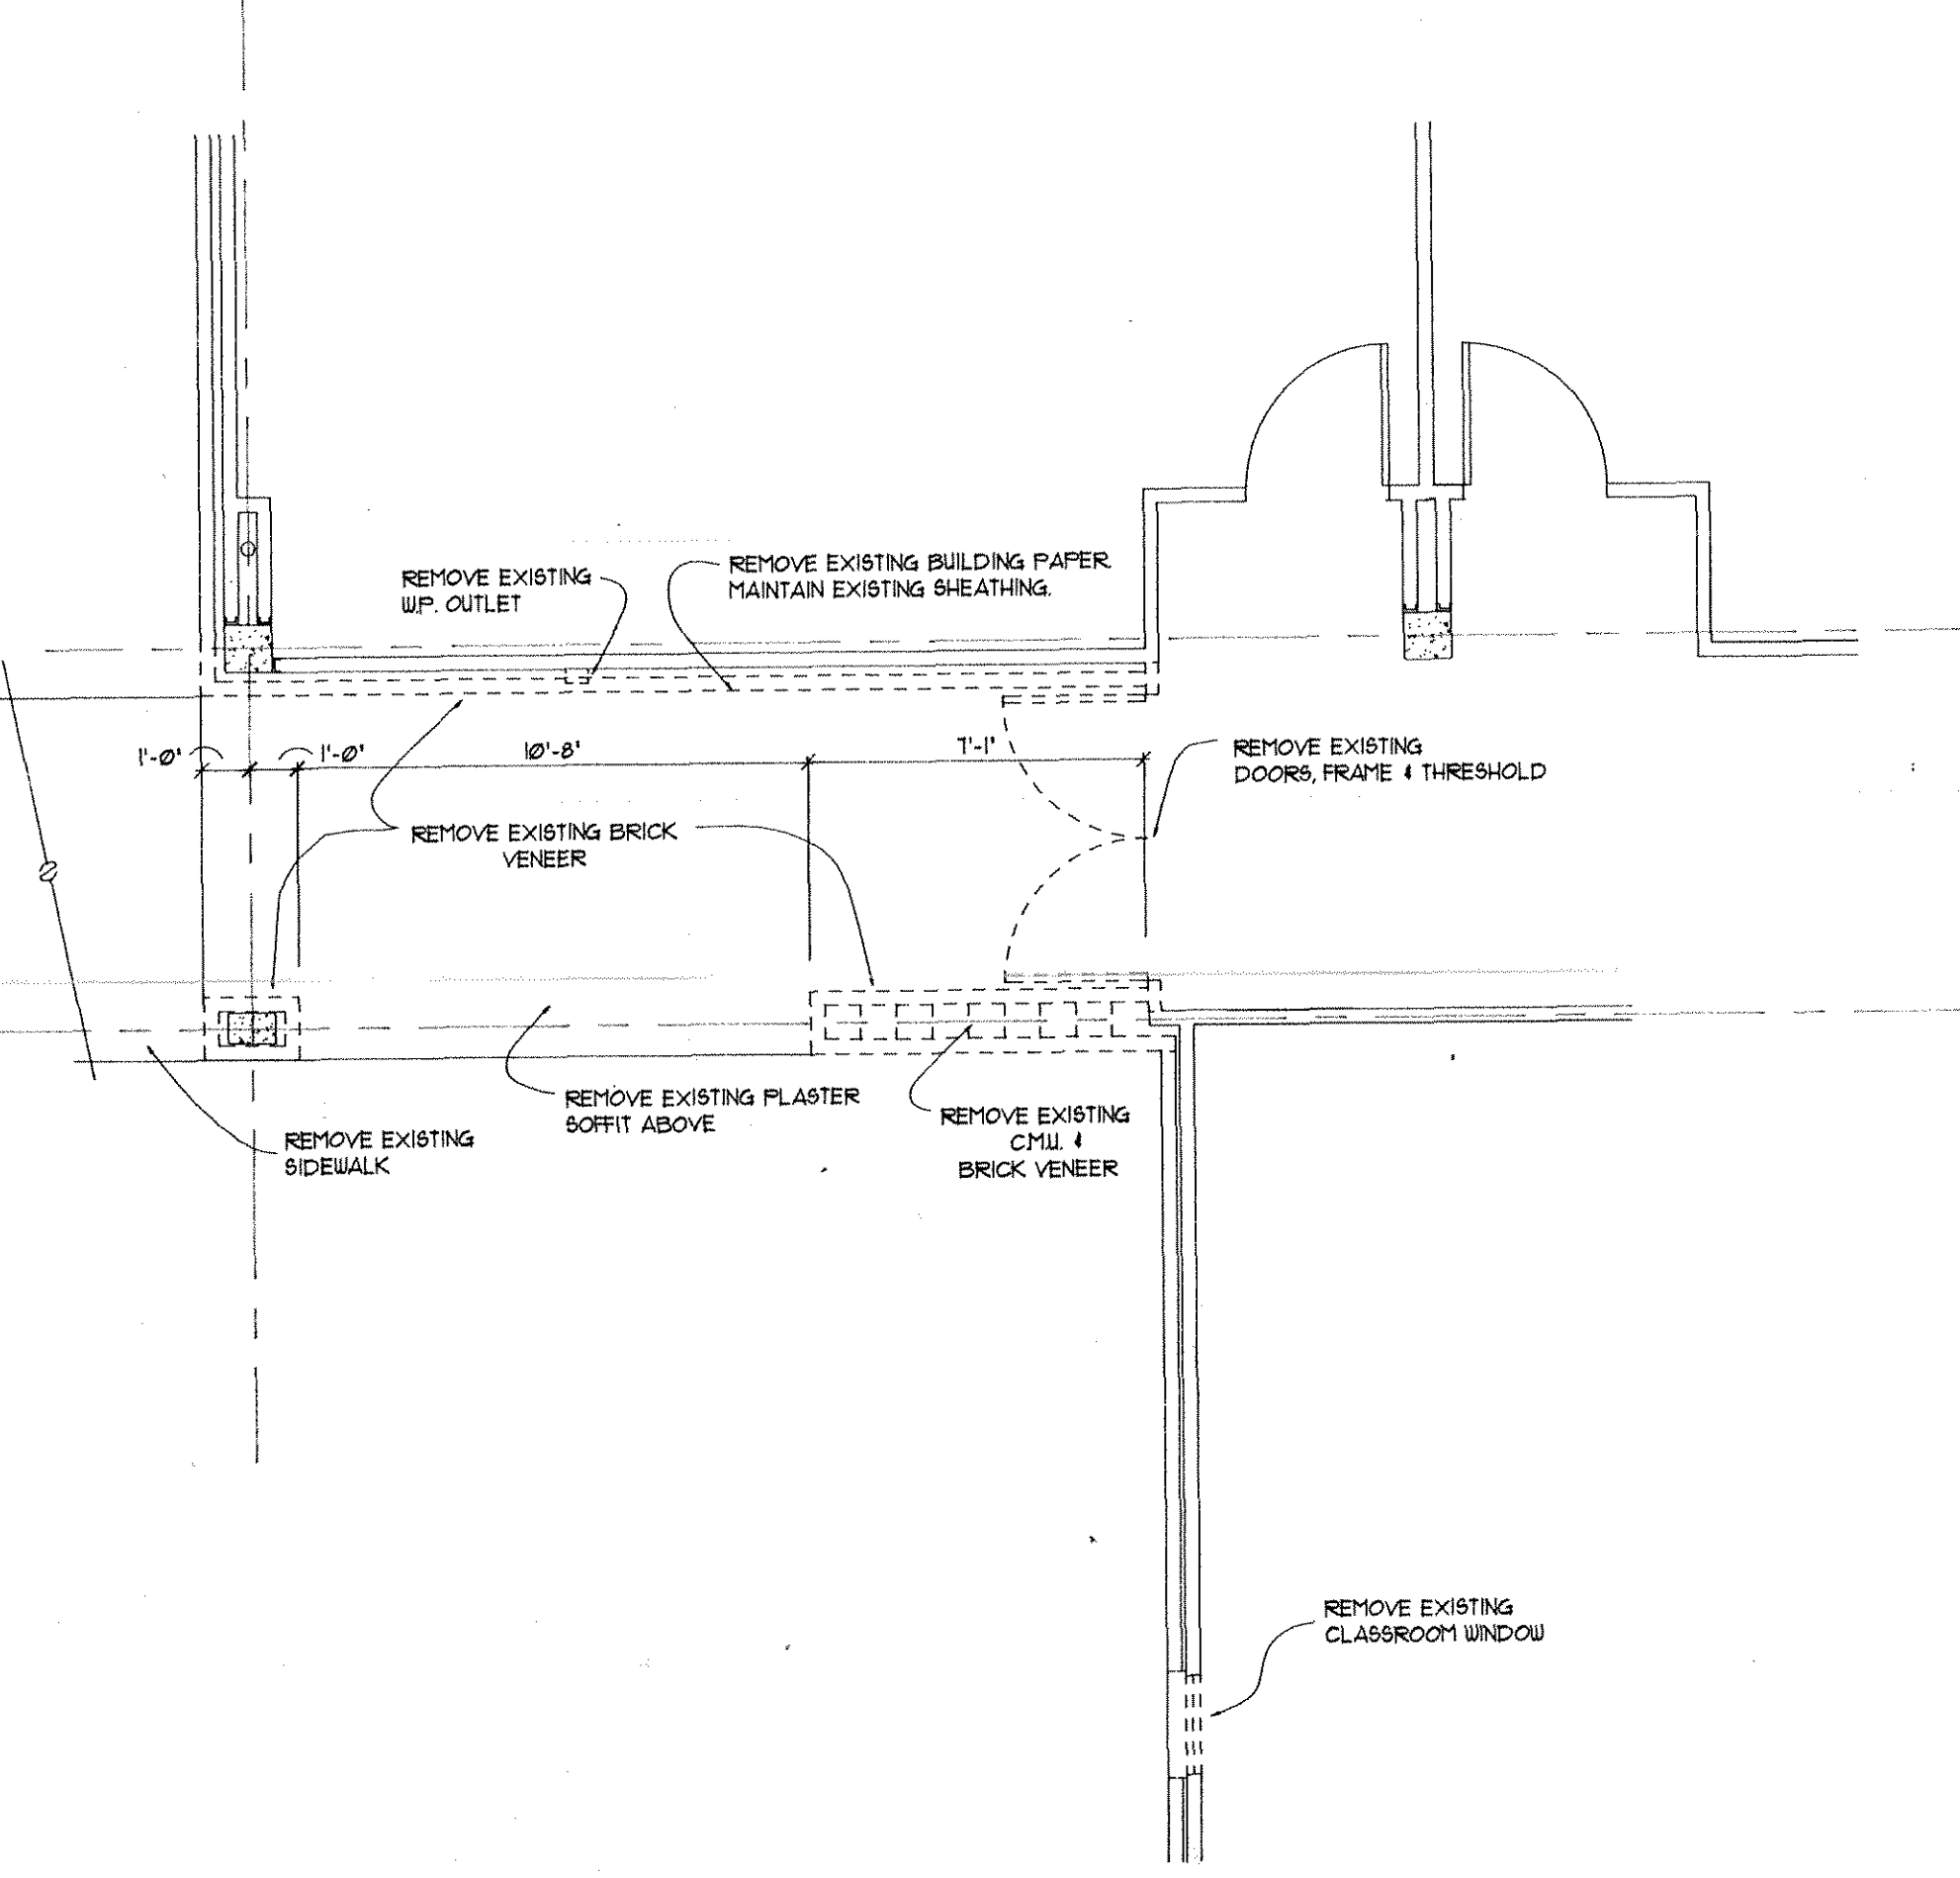 REMOVE EXISTING
W.P. OUTLET
REMOVE EXISTING BUILDING PAPER
MAINTAIN EXISTING SHEATHING.
1'-0"
1'-0"
10'-8"
7'-1"
REMOVE EXISTING
DOORS, FRAME & THRESHOLD
REMOVE EXISTING BRICK
VENEER
REMOVE EXISTING PLASTER
SOFFIT ABOVE
REMOVE EXISTING
C.M.U. &
BRICK VENEER
REMOVE EXISTING
SIDEWALK
REMOVE EXISTING
CLASSROOM WINDOW